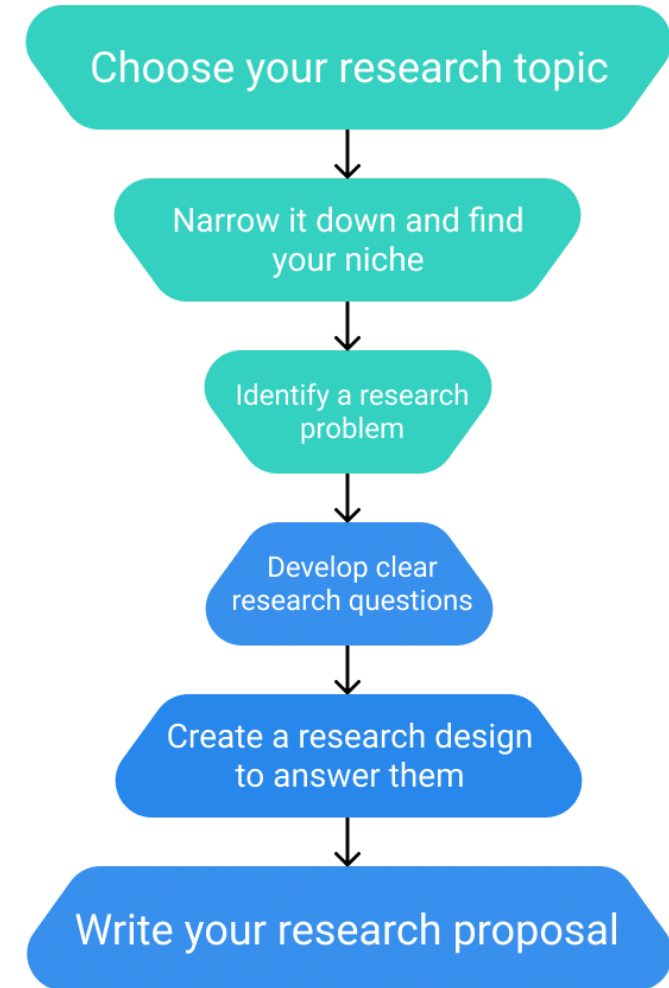 Choose your research topic
Narrow it down and find
your niche
Identify a research
problem
Develop clear
research questions
Create a research design
to answer them
Write your research proposal